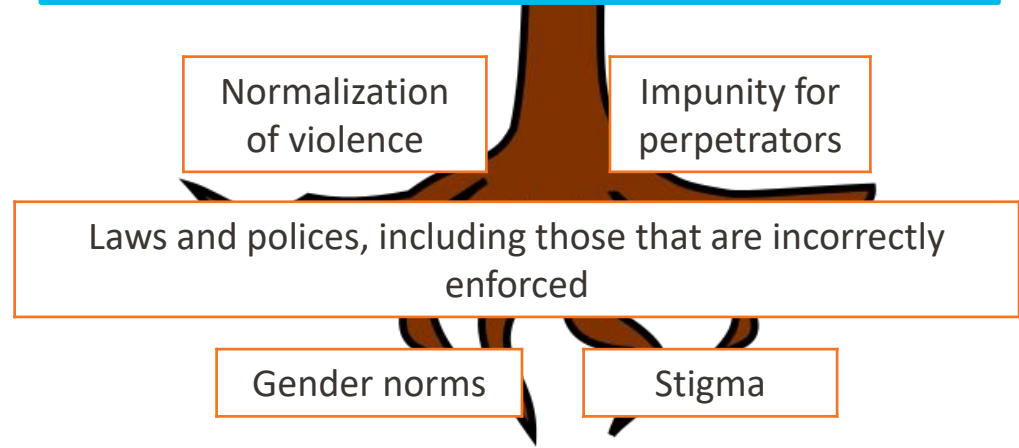 Normalization
of violence
Impunity for
perpetrators
Laws and polices, including those that are incorrectly
enforced
Gender norms
Stigma